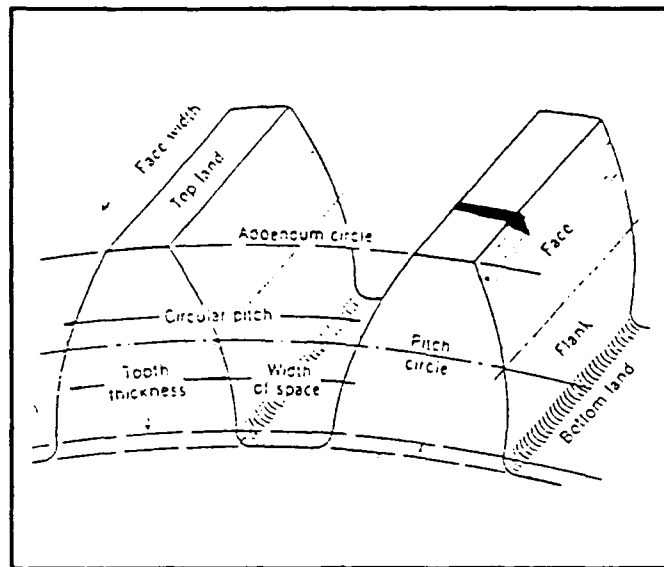 Face width
Top land
Addendum circle
Face
Circular pitch
Pitch
circle
Flank
Tooth
thickness
Width
of space
Bottom land